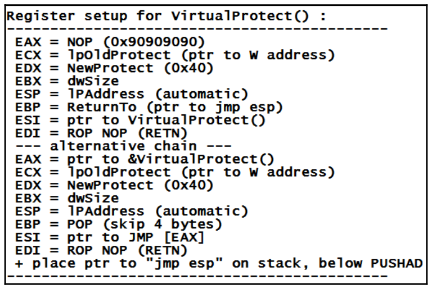 Register setup for VirtualProtect() :
--------------------------------------------
EAX = NOP (0x90909090)
ECX = lpOldProtect (ptr to W address)
EDX = NewProtect (0x40)
EBX = dwSize
ESP = lPAddress (automatic)
EBP = ReturnTo (ptr to jmp esp)
ESI = ptr to VirtualProtect()
EDI = ROP NOP (RETN)
--- alternative chain ---
EAX = ptr to &VirtualProtect()
ECX = lpOldProtect (ptr to W address)
EDX = NewProtect (0x40)
EBX = dwSize
ESP = lPAddress (automatic)
EBP = POP (skip 4 bytes)
ESI = ptr to JMP [EAX]
EDI = ROP NOP (RETN)
+ place ptr to "jmp esp" on stack, below PUSHAD
--------------------------------------------